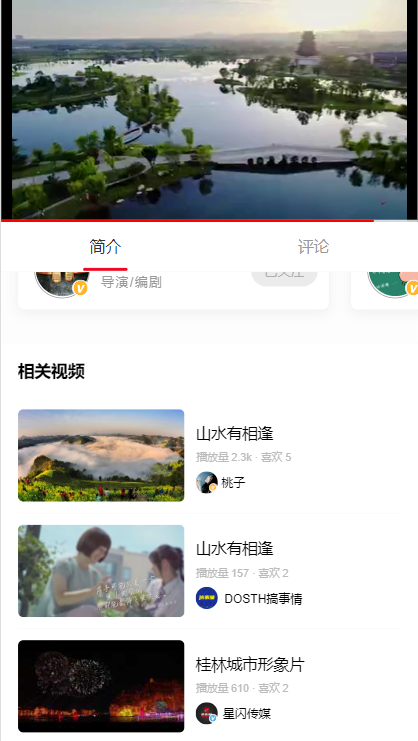 简介
评论
导演/编剧
已关注
相关视频
山水有相逢
播放量 2.3k · 喜欢 5
桃子
山水有相逢
播放量 157 · 喜欢 2
DOSTH搞事情
桂林城市形象片
播放量 610 · 喜欢 2
星闪传媒